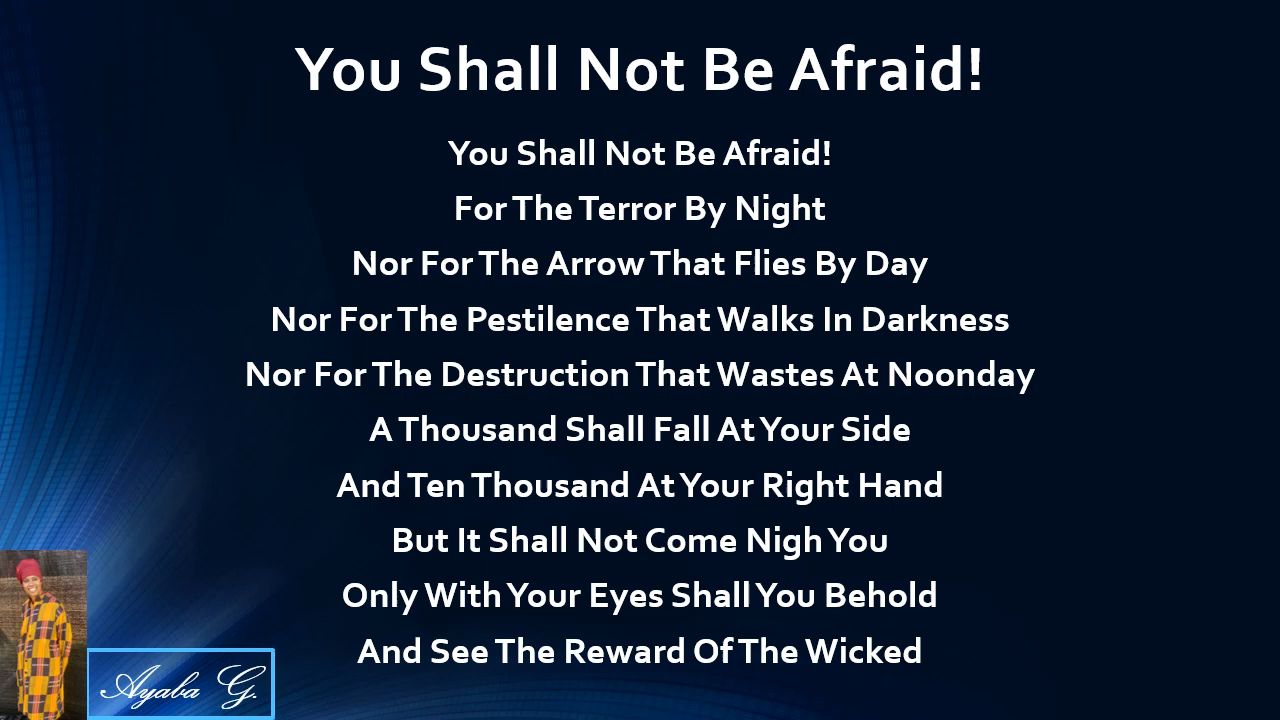 You Shall Not Be Afraid!
You Shall Not Be Afraid!
For The Terror By Night
Nor For The Arrow That Flies By Day
Nor For The Pestilence That Walks In Darkness
Nor For The Destruction That Wastes At Noonday
A Thousand Shall Fall At Your Side
And Ten Thousand At Your Right Hand
But It Shall Not Come Nigh You
Only With Your Eyes Shall You Behold
And See The Reward Of The Wicked
Ayaba G.